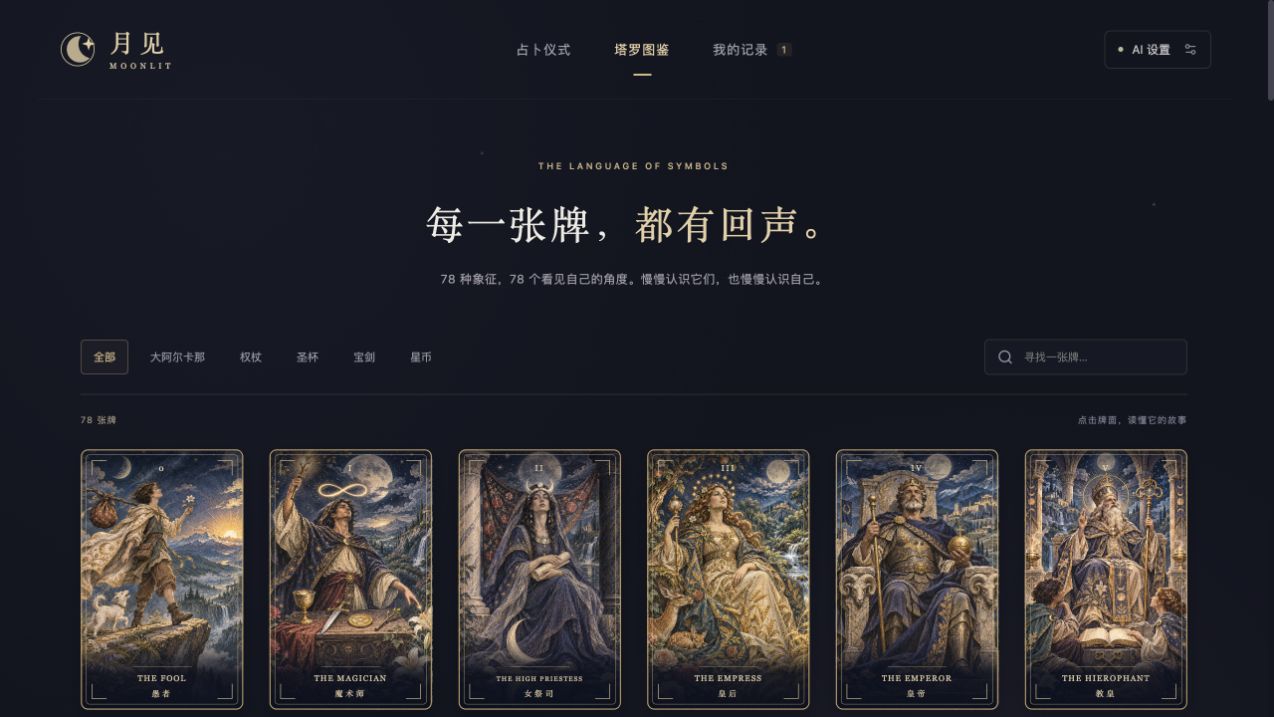 月见
MOONLIT
占卜仪式
塔罗图鉴
我的记录 1
AI 设置
THE LANGUAGE OF SYMBOLS
每一张牌，都有回声。
78 种象征，78 个看见自己的角度。慢慢认识它们，也慢慢认识自己。
全部
大阿尔卡那
权杖
圣杯
宝剑
星币
寻找一张牌...
78 张牌
点击牌面，读懂它的故事
0
THE FOOL
愚者
I
THE MAGICIAN
魔术师
II
THE HIGH PRIESTESS
女祭司
III
THE EMPRESS
皇后
IV
THE EMPEROR
皇帝
V
THE HIEROPHANT
教皇